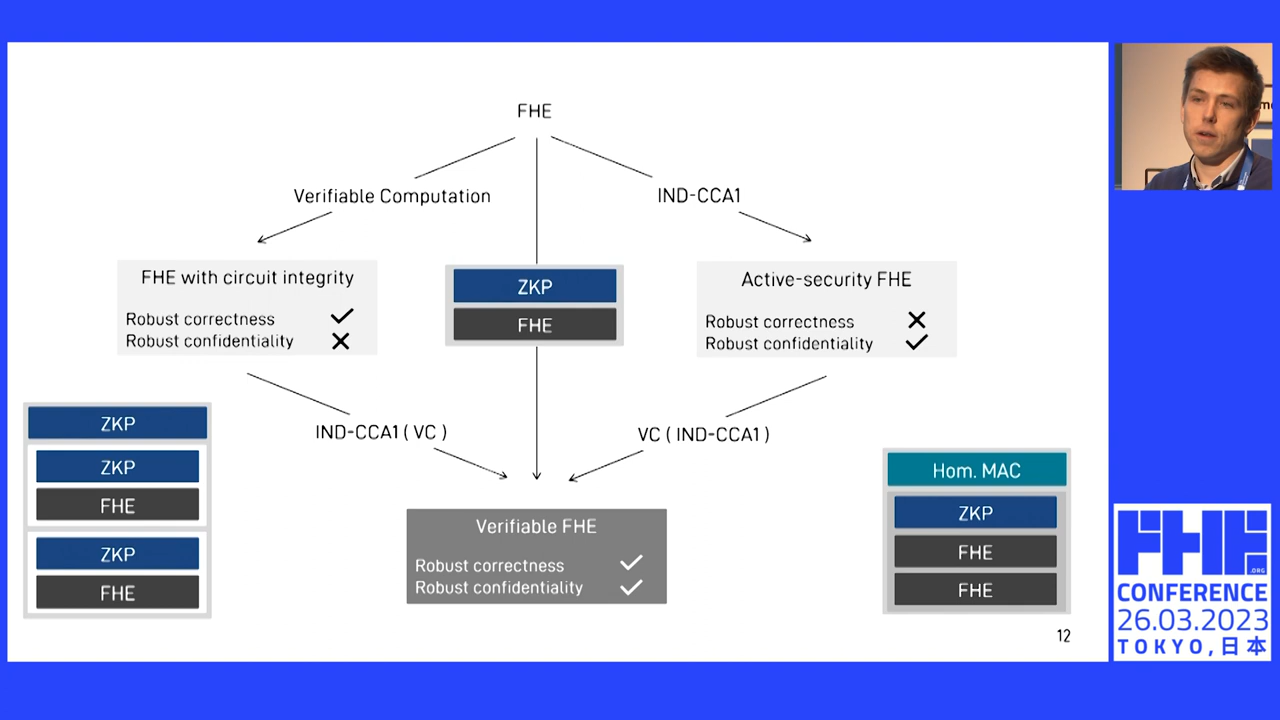 FHE
Verifiable Computation
IND-CCA1
FHE with circuit integrity
Robust correctness ✓
Robust confidentiality ✕
ZKP
FHE
Active-security FHE
Robust correctness ✕
Robust confidentiality ✓
IND-CCA1 ( VC )
VC ( IND-CCA1 )
ZKP
ZKP
FHE
ZKP
FHE
Verifiable FHE
Robust correctness ✓
Robust confidentiality ✓
Hom. MAC
ZKP
FHE
FHE
12
FHE
.ORG
CONFERENCE
26.03.2023
TOKYO,日本